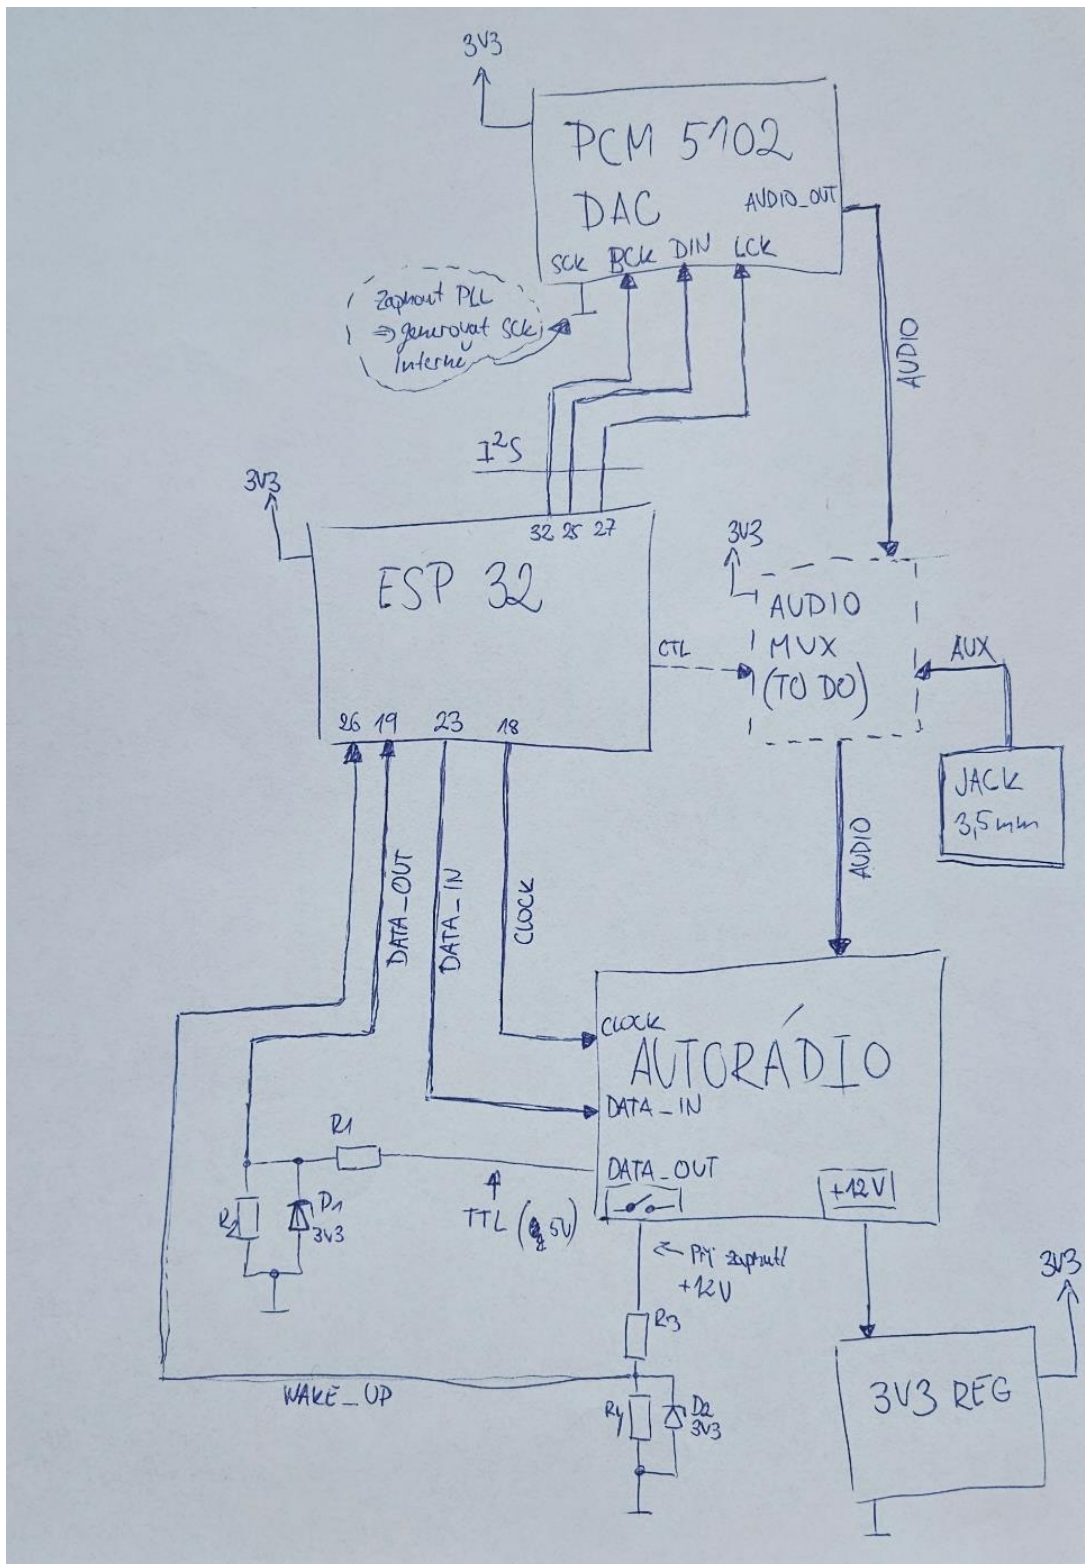 3V3
PCM 5102
DAC
AUDIO_OUT
SCK BCK DIN LCK
Zapnout PLL
⇒ generovat SCK
Interně
AUDIO
I²S
3V3
32 25 27
ESP 32
3V3
AUDIO
MUX
(TO DO)
CTL
AUX
JACK
3,5mm
26 19 23 18
DATA_OUT
DATA_IN
CLOCK
AUDIO
CLOCK
AUTORÁDIO
DATA_IN
R1
DATA_OUT
+12V
R2
D1
3V3
TTL ( 5V)
Při zapnutí
+12V
3V3
R3
WAKE_UP
R4
D2
3V3
3V3 REG